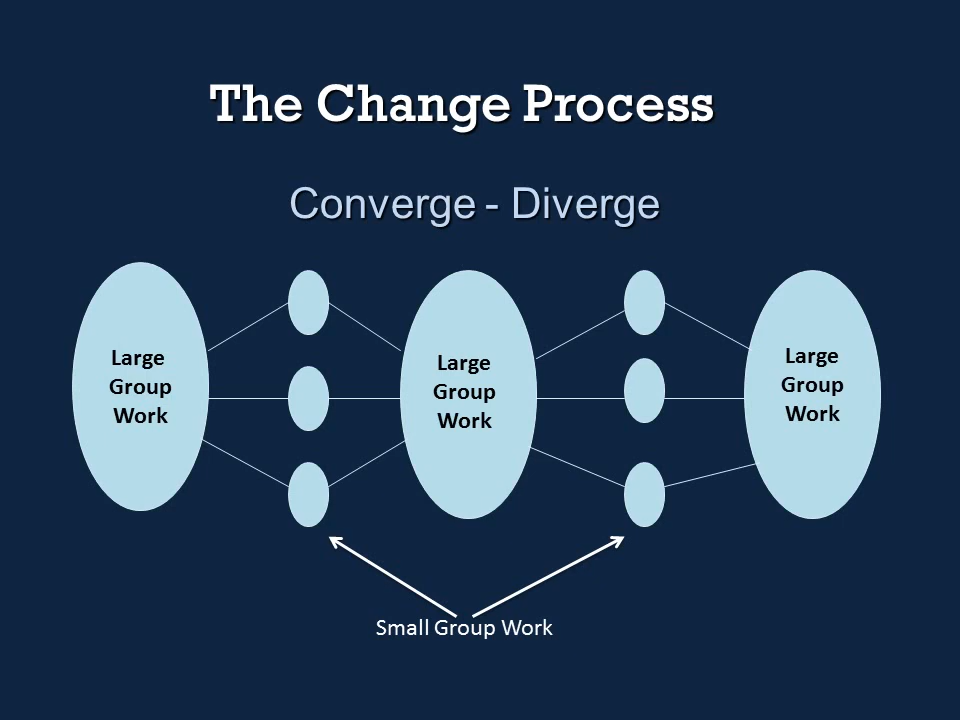 The Change Process
Converge - Diverge
Large
Group
Work
Large
Group
Work
Large
Group
Work
Small Group Work